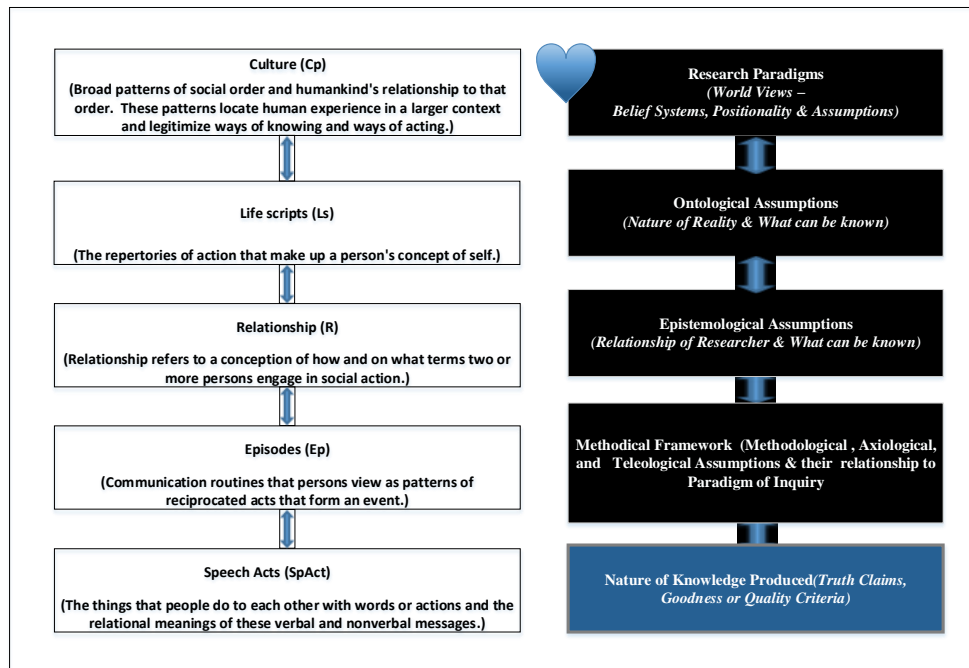 Culture (Cp)
(Broad patterns of social order and humankind's relationship to that
order. These patterns locate human experience in a larger context
and legitimize ways of knowing and ways of acting.)
Life scripts (Ls)
(The repertories of action that make up a person's concept of self.)
Relationship (R)
(Relationship refers to a conception of how and on what terms two or
more persons engage in social action.)
Episodes (Ep)
(Communication routines that persons view as patterns of
reciprocated acts that form an event.)
Speech Acts (SpAct)
(The things that people do to each other with words or actions and the
relational meanings of these verbal and nonverbal messages.)
Research Paradigms
(World Views –
Belief Systems, Positionality & Assumptions)
Ontological Assumptions
(Nature of Reality & What can be known)
Epistemological Assumptions
(Relationship of Researcher & What can be known)
Methodical Framework (Methodological , Axiological,
and Teleological Assumptions & their relationship to
Paradigm of Inquiry
Nature of Knowledge Produced(Truth Claims,
Goodness or Quality Criteria)